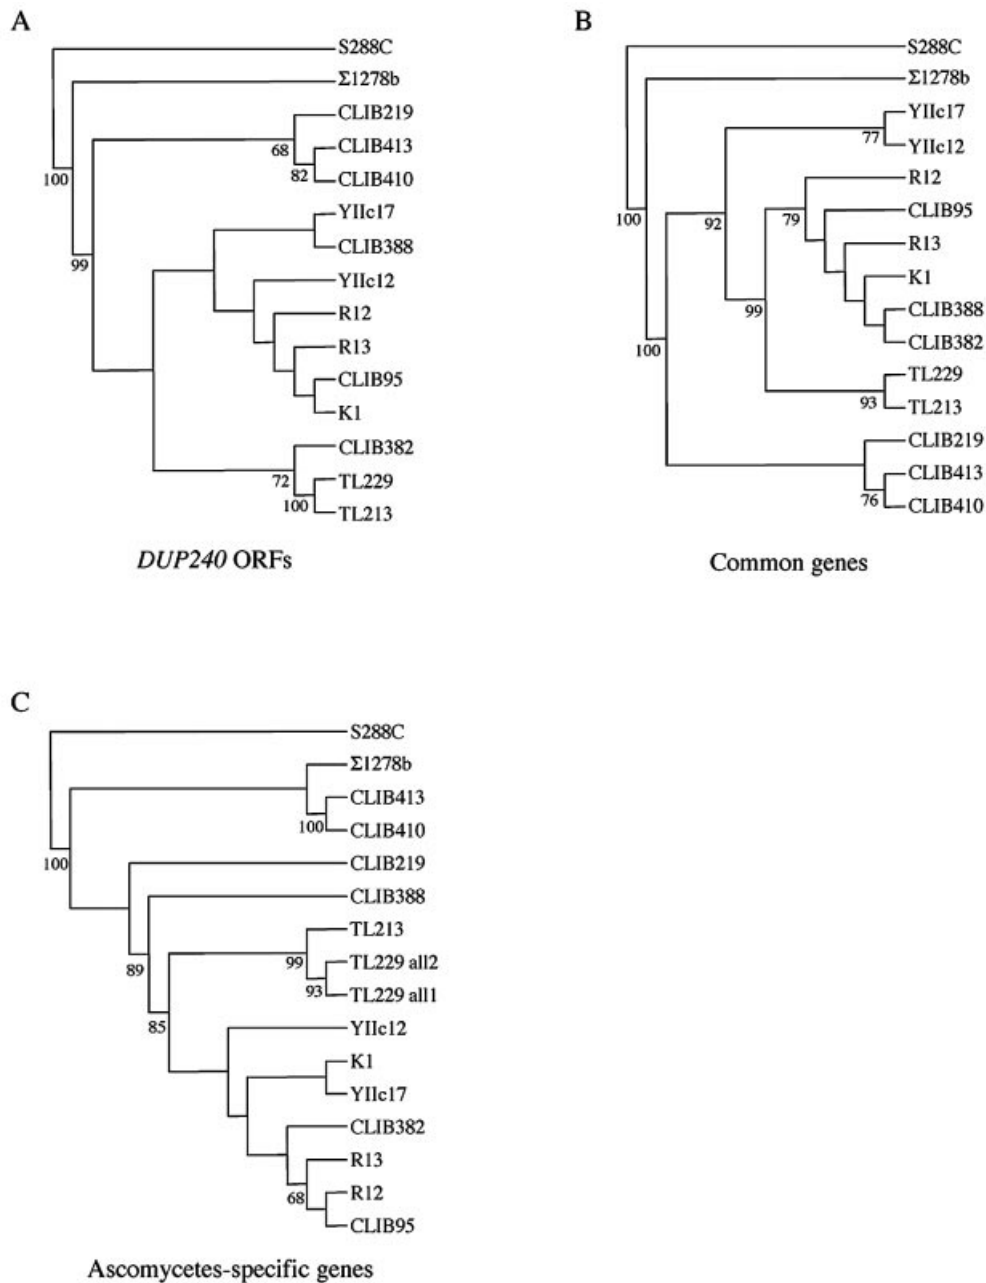 A
S288C
Σ1278b
CLIB219
68
CLIB413
82
CLIB410
100
YIIc17
CLIB388
99
YIIc12
R12
R13
CLIB95
K1
CLIB382
72
TL229
100
TL213
DUP240 ORFs
B
S288C
Σ1278b
YIIc17
77
YIIc12
R12
100
92
79
CLIB95
R13
K1
CLIB388
99
100
CLIB382
TL229
93
TL213
CLIB219
CLIB413
76
CLIB410
Common genes
C
S288C
Σ1278b
CLIB413
100
CLIB410
100
CLIB219
CLIB388
TL213
89
99
TL229 all2
93
TL229 all1
85
YIIc12
K1
YIIc17
CLIB382
R13
68
R12
CLIB95
Ascomycetes-specific genes